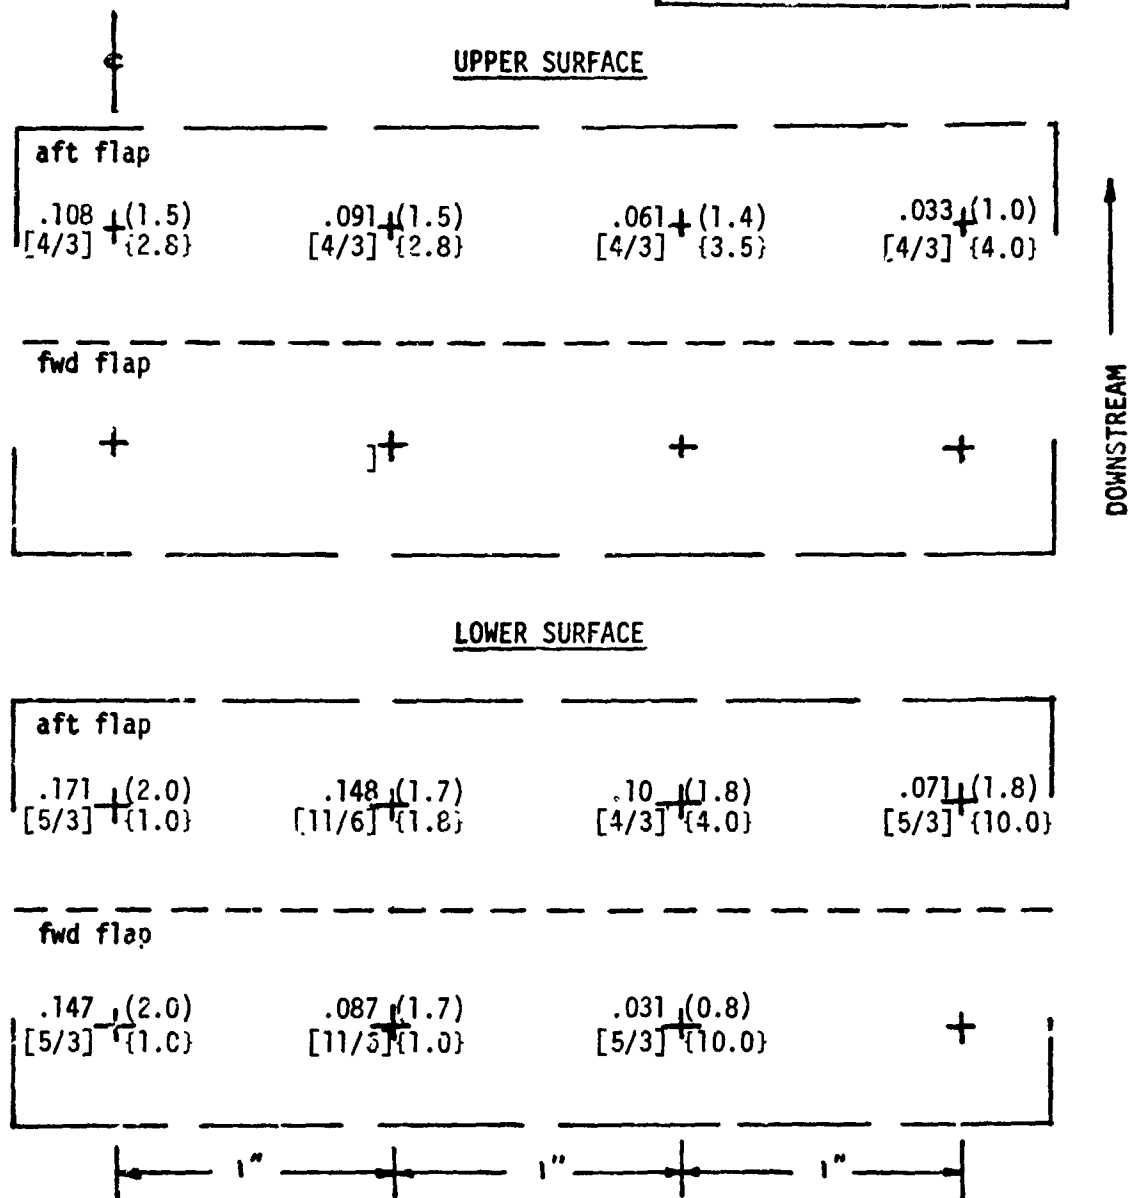 ℄
UPPER SURFACE
aft flap
.108 (1.5) .091 (1.5) .061 (1.4) .033 (1.0)
[4/3] {2.8} [4/3] {2.8} [4/3] {3.5} [4/3] {4.0}
fwd flap
]
DOWNSTREAM
LOWER SURFACE
aft flap
.171 (2.0) .148 (1.7) .10 (1.8) .071 (1.8)
[5/3] {1.0} [11/6] {1.8} [4/3] {4.0} [5/3] {10.0}
fwd flap
.147 (2.0) .087 (1.7) .031 (0.8)
[5/3] {1.0} {1.0} [5/3] {10.0}
1" 1" 1"